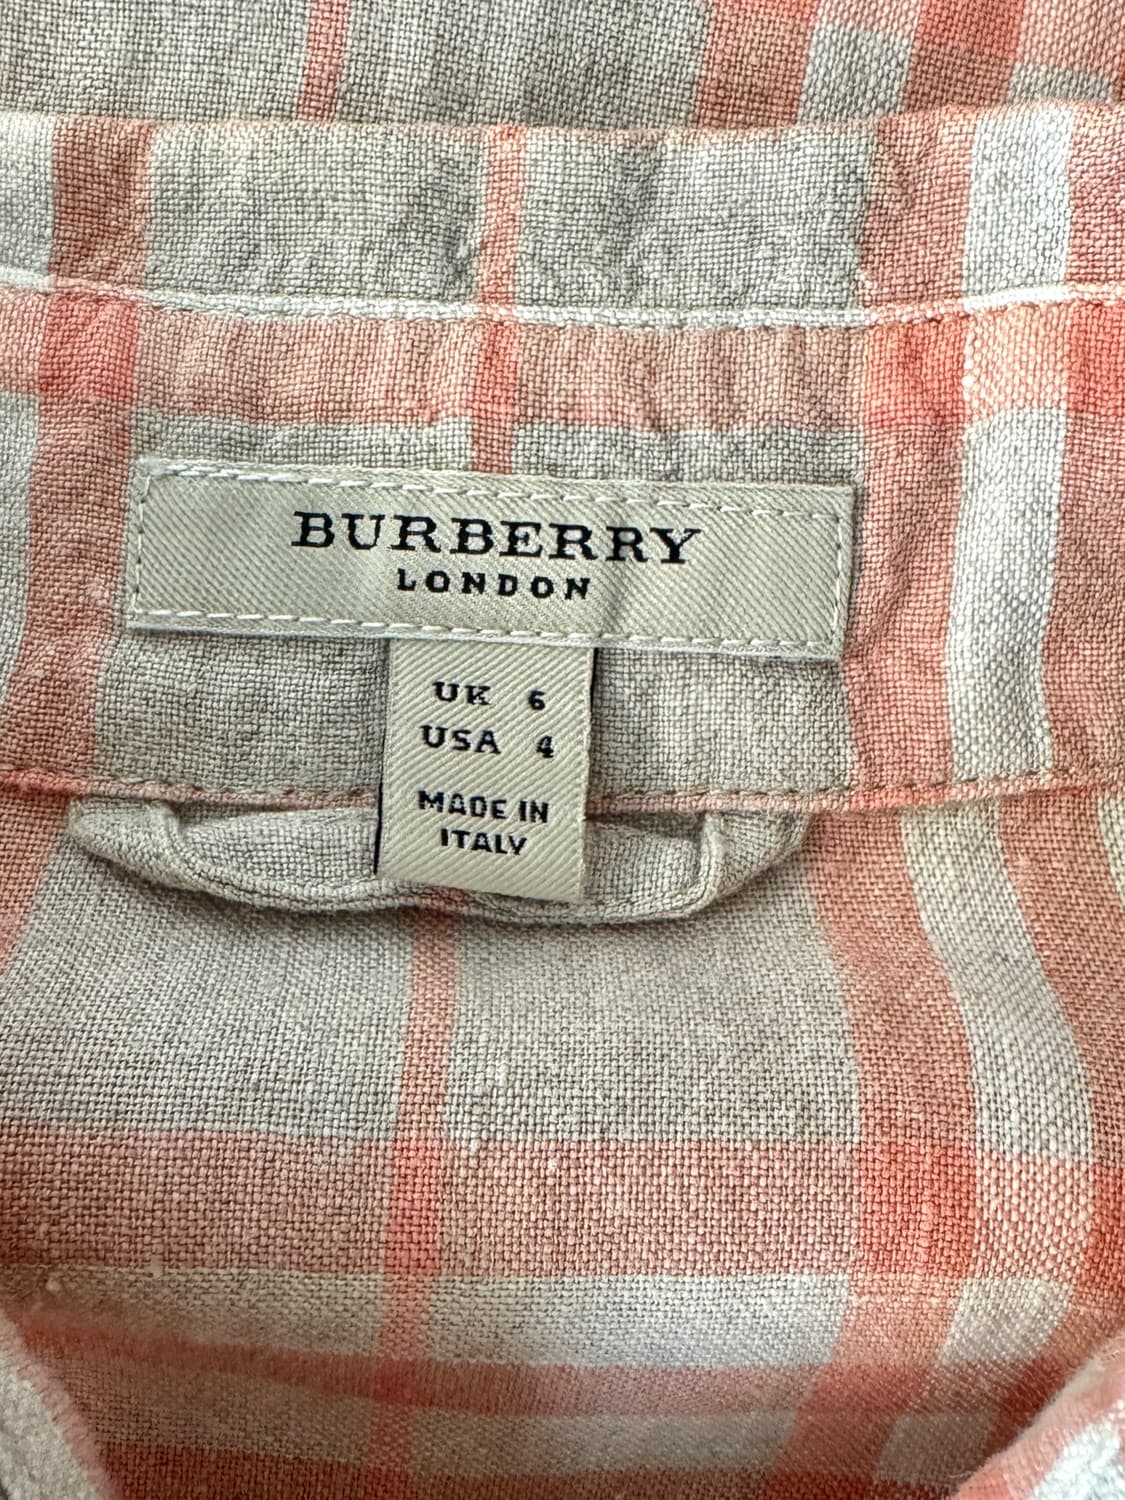 BURBERRY
LONDON
UK 6
USA 4
MADE IN
ITALY